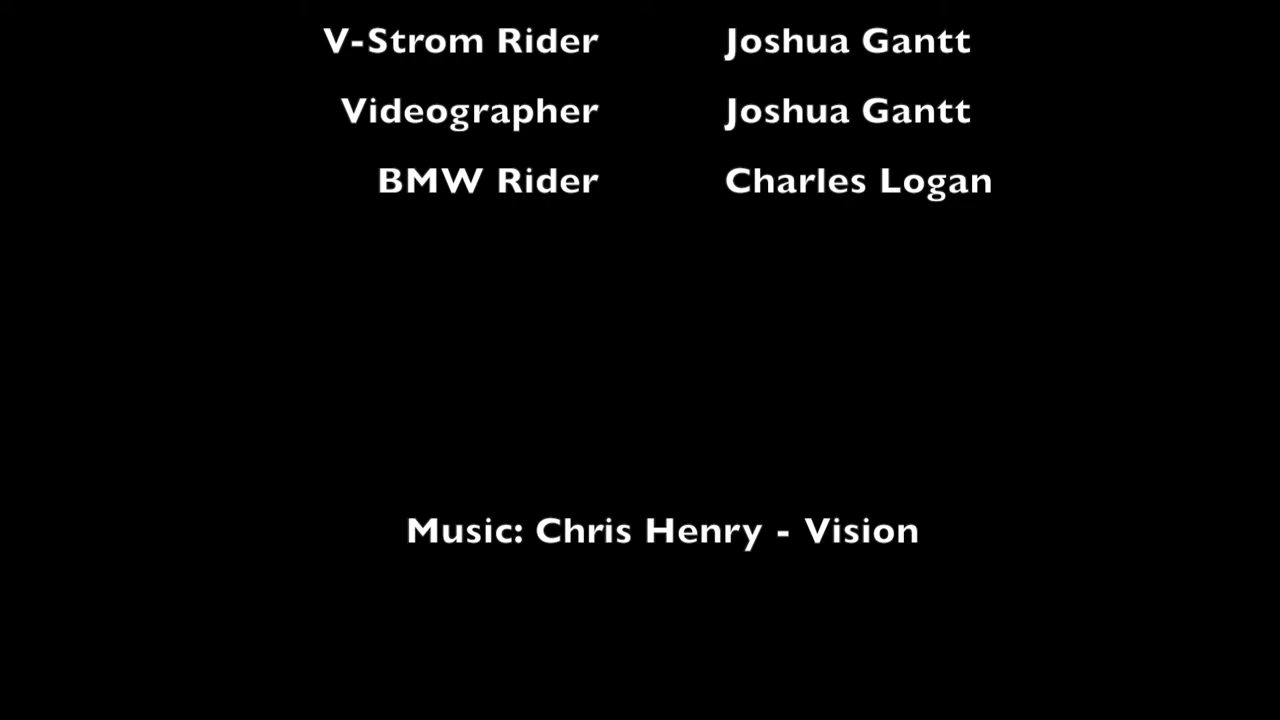 V-Strom Rider Joshua Gantt
Videographer Joshua Gantt
BMW Rider Charles Logan
Music: Chris Henry - Vision